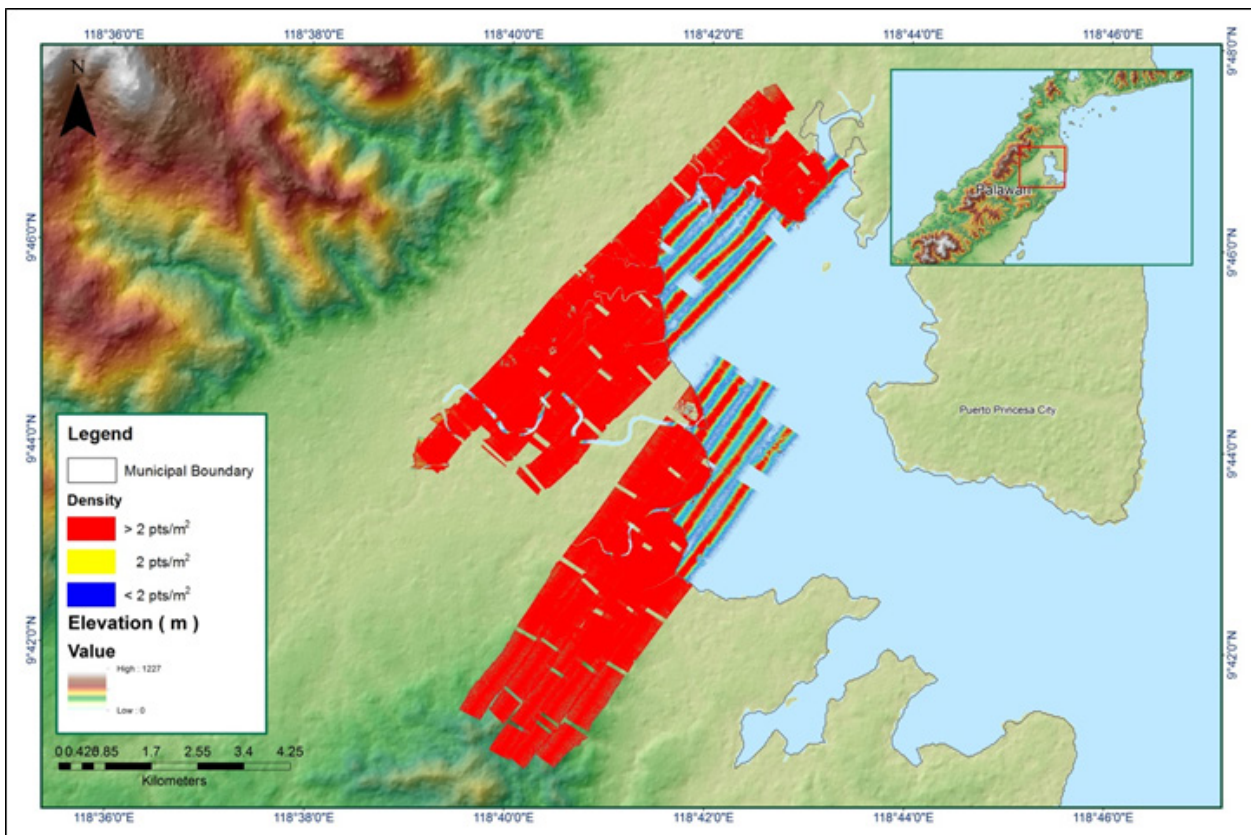 118°36'0"E 118°38'0"E 118°40'0"E 118°42'0"E 118°44'0"E 118°46'0"E
9°48'0"N
N
Palawan
9°46'0"N
9°46'0"N
Puerto Princesa City
9°44'0"N
9°44'0"N
Legend
Municipal Boundary
Density
> 2 pts/m²
2 pts/m²
< 2 pts/m²
Elevation ( m )
Value
High : 1227
Low : 0
9°42'0"N
9°42'0"N
0 0.425 0.85 1.7 2.55 3.4 4.25
Kilometers
118°36'0"E 118°38'0"E 118°40'0"E 118°42'0"E 118°44'0"E 118°46'0"E